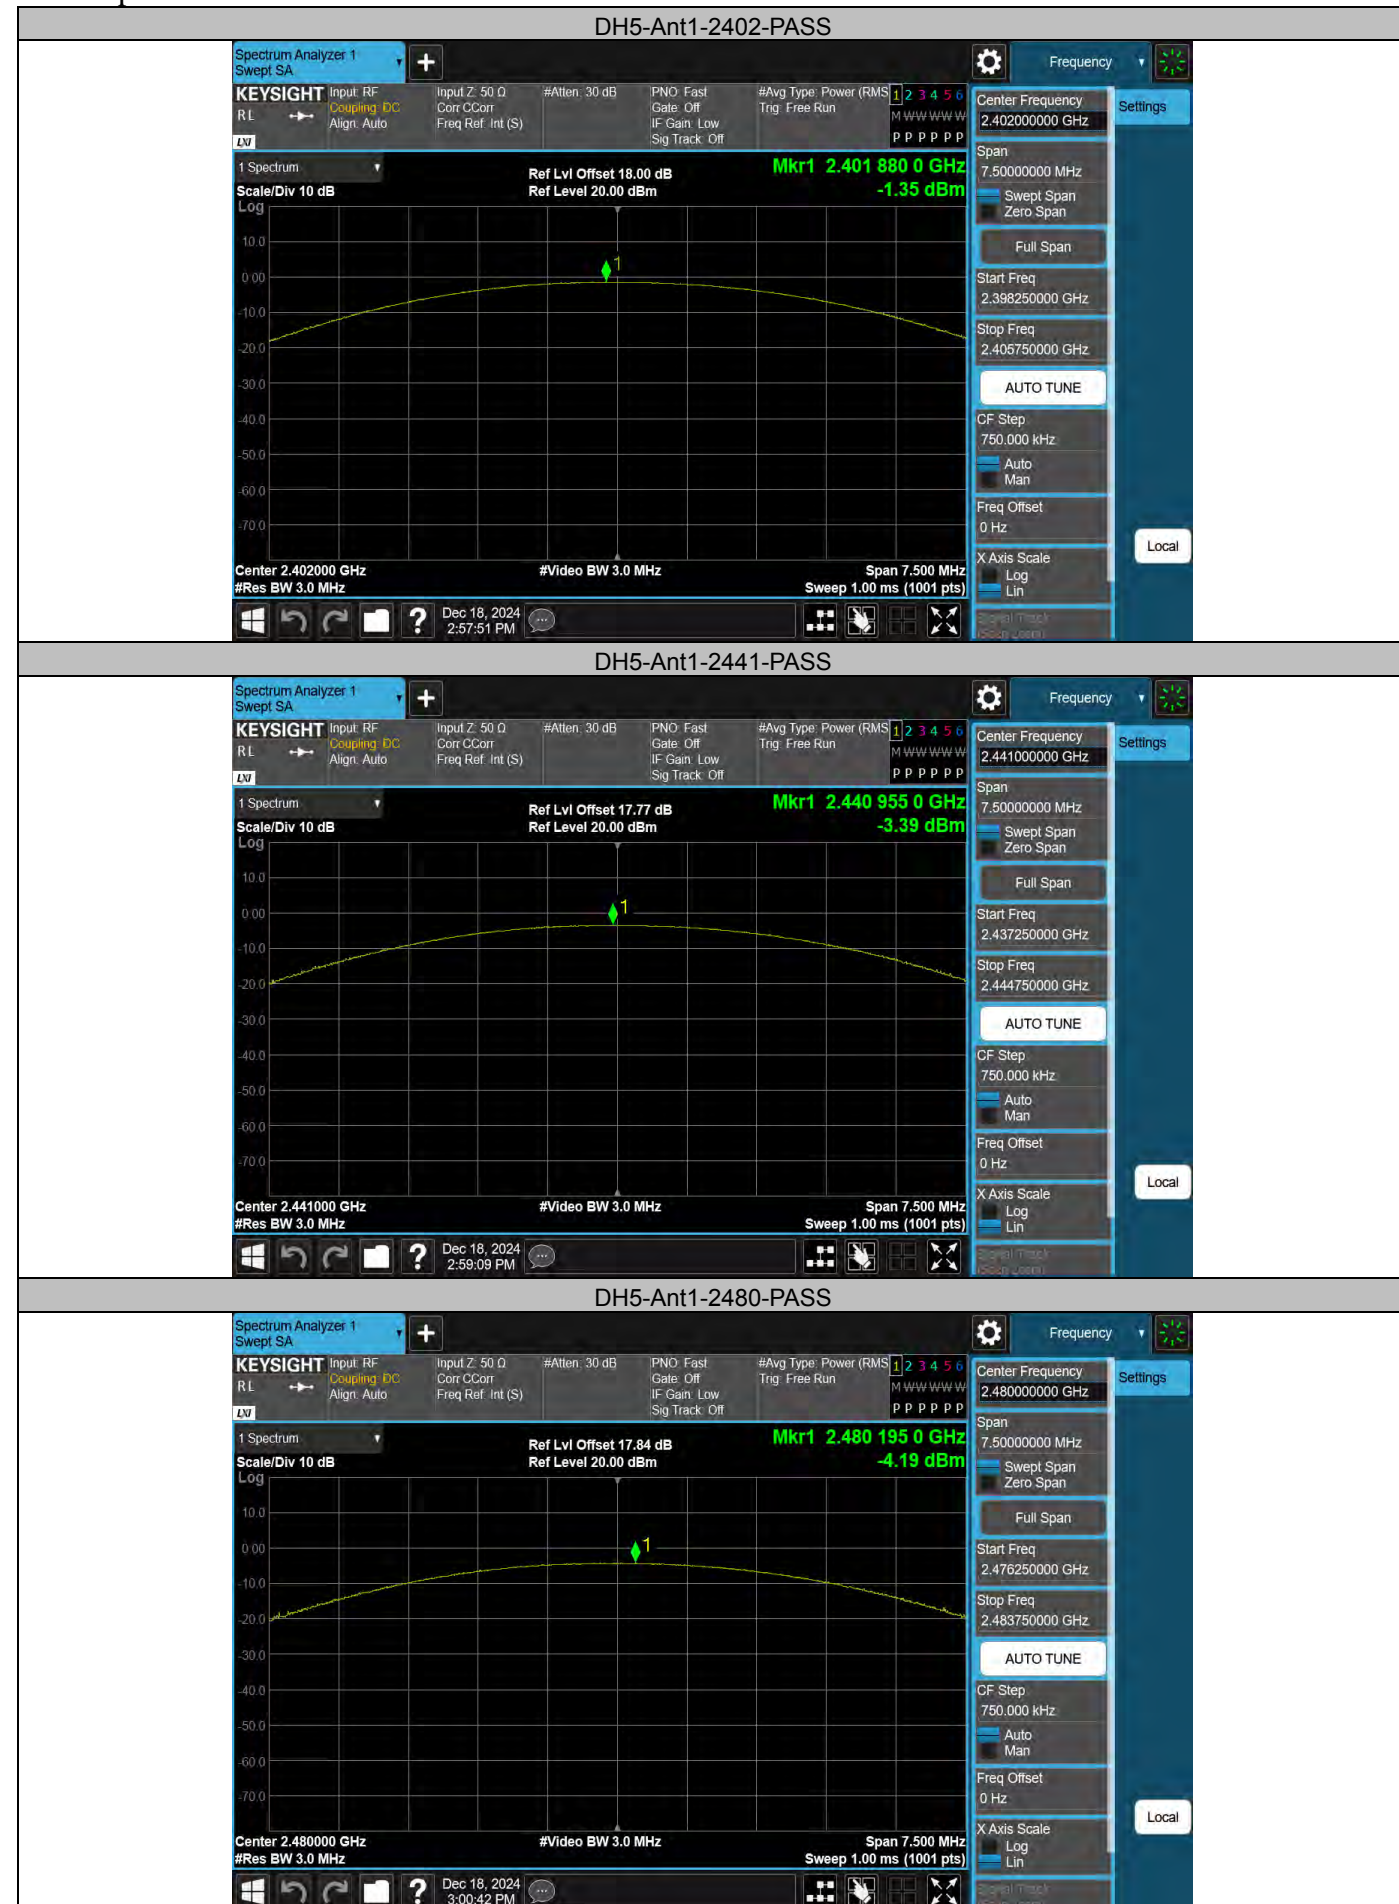 DH5-Ant1-2402-PASS
Spectrum Analyzer 1
Swept SA
Frequency
KEYSIGHT
RL
LXI
Input: RF
Coupling: DC
Align: Auto
Input Z: 50 Ω
Corr CCorr
Freq Ref: Int (S)
#Atten: 30 dB
PNO: Fast
Gate: Off
IF Gain: Low
Sig Track: Off
#Avg Type: Power (RMS
Trig: Free Run
1 2 3 4 5 6
M W W W W W
P P P P P P
Center Frequency
2.402000000 GHz
Settings
Span
7.50000000 MHz
Swept Span
Zero Span
Full Span
Start Freq
2.398250000 GHz
Stop Freq
2.405750000 GHz
AUTO TUNE
CF Step
750.000 kHz
Auto
Man
Freq Offset
0 Hz
X Axis Scale
Log
Lin
Signal Track
(Span Zoom)
Local
1 Spectrum
Scale/Div 10 dB
Log
Ref Lvl Offset 18.00 dB
Ref Level 20.00 dBm
Mkr1 2.401 880 0 GHz
-1.35 dBm
1
10.0
0.00
-10.0
-20.0
-30.0
-40.0
-50.0
-60.0
-70.0
Center 2.402000 GHz
#Video BW 3.0 MHz
Span 7.500 MHz
#Res BW 3.0 MHz
Sweep 1.00 ms (1001 pts)
Dec 18, 2024
2:57:51 PM
DH5-Ant1-2441-PASS
Spectrum Analyzer 1
Swept SA
Frequency
KEYSIGHT
RL
LXI
Input: RF
Coupling: DC
Align: Auto
Input Z: 50 Ω
Corr CCorr
Freq Ref: Int (S)
#Atten: 30 dB
PNO: Fast
Gate: Off
IF Gain: Low
Sig Track: Off
#Avg Type: Power (RMS
Trig: Free Run
1 2 3 4 5 6
M W W W W W
P P P P P P
Center Frequency
2.441000000 GHz
Settings
Span
7.50000000 MHz
Swept Span
Zero Span
Full Span
Start Freq
2.437250000 GHz
Stop Freq
2.444750000 GHz
AUTO TUNE
CF Step
750.000 kHz
Auto
Man
Freq Offset
0 Hz
X Axis Scale
Log
Lin
Signal Track
(Span Zoom)
Local
1 Spectrum
Scale/Div 10 dB
Log
Ref Lvl Offset 17.77 dB
Ref Level 20.00 dBm
Mkr1 2.440 955 0 GHz
-3.39 dBm
1
10.0
0.00
-10.0
-20.0
-30.0
-40.0
-50.0
-60.0
-70.0
Center 2.441000 GHz
#Video BW 3.0 MHz
Span 7.500 MHz
#Res BW 3.0 MHz
Sweep 1.00 ms (1001 pts)
Dec 18, 2024
2:59:09 PM
DH5-Ant1-2480-PASS
Spectrum Analyzer 1
Swept SA
Frequency
KEYSIGHT
RL
LXI
Input: RF
Coupling: DC
Align: Auto
Input Z: 50 Ω
Corr CCorr
Freq Ref: Int (S)
#Atten: 30 dB
PNO: Fast
Gate: Off
IF Gain: Low
Sig Track: Off
#Avg Type: Power (RMS
Trig: Free Run
1 2 3 4 5 6
M W W W W W
P P P P P P
Center Frequency
2.480000000 GHz
Settings
Span
7.50000000 MHz
Swept Span
Zero Span
Full Span
Start Freq
2.476250000 GHz
Stop Freq
2.483750000 GHz
AUTO TUNE
CF Step
750.000 kHz
Auto
Man
Freq Offset
0 Hz
X Axis Scale
Log
Lin
Local
1 Spectrum
Scale/Div 10 dB
Log
Ref Lvl Offset 17.84 dB
Ref Level 20.00 dBm
Mkr1 2.480 195 0 GHz
-4.19 dBm
1
10.0
0.00
-10.0
-20.0
-30.0
-40.0
-50.0
-60.0
-70.0
Center 2.480000 GHz
#Video BW 3.0 MHz
Span 7.500 MHz
#Res BW 3.0 MHz
Sweep 1.00 ms (1001 pts)
Dec 18, 2024
3:00:42 PM